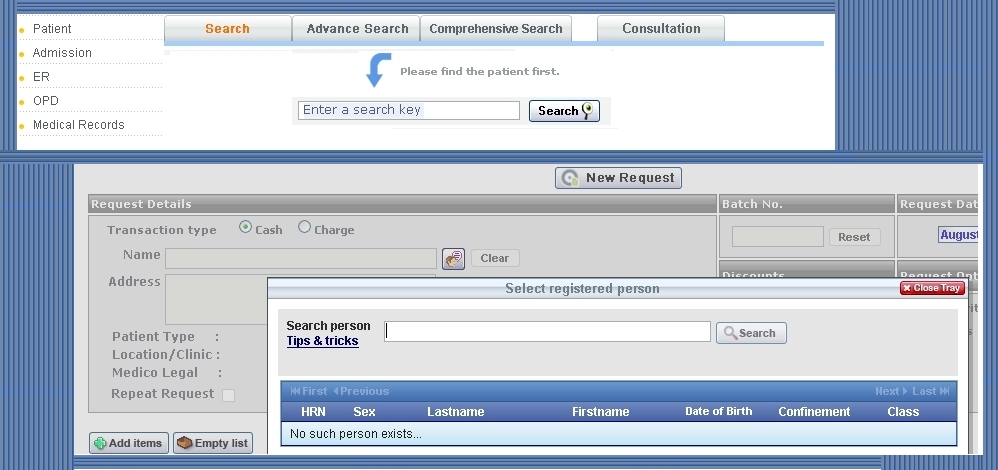 Patient
Admission
ER
OPD
Medical Records
Search Advance Search Comprehensive Search Consultation
Please find the patient first.
Enter a search key Search
New Request
Request Details Batch No. Request Dat
Transaction type Cash Charge
Reset August
Name Clear
Address
Discounts Request Opt
Select registered person Close Tray
Search person
Search
Tips & tricks
Patient Type :
Location/Clinic :
Medico Legal :
Repeat Request
First Previous Next Last
HRN Sex Lastname Firstname Date of Birth Confinement Class
No such person exists...
Add items Empty list